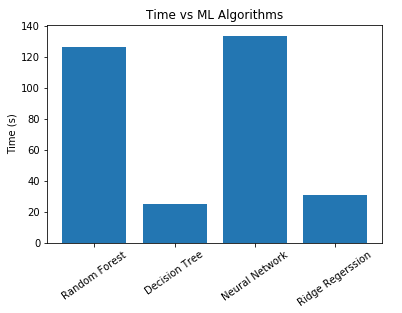 Time vs ML Algorithms
140
120
100
80
60
40
20
0
Time (s)
Random Forest
Decision Tree
Neural Network
Ridge Regerssion